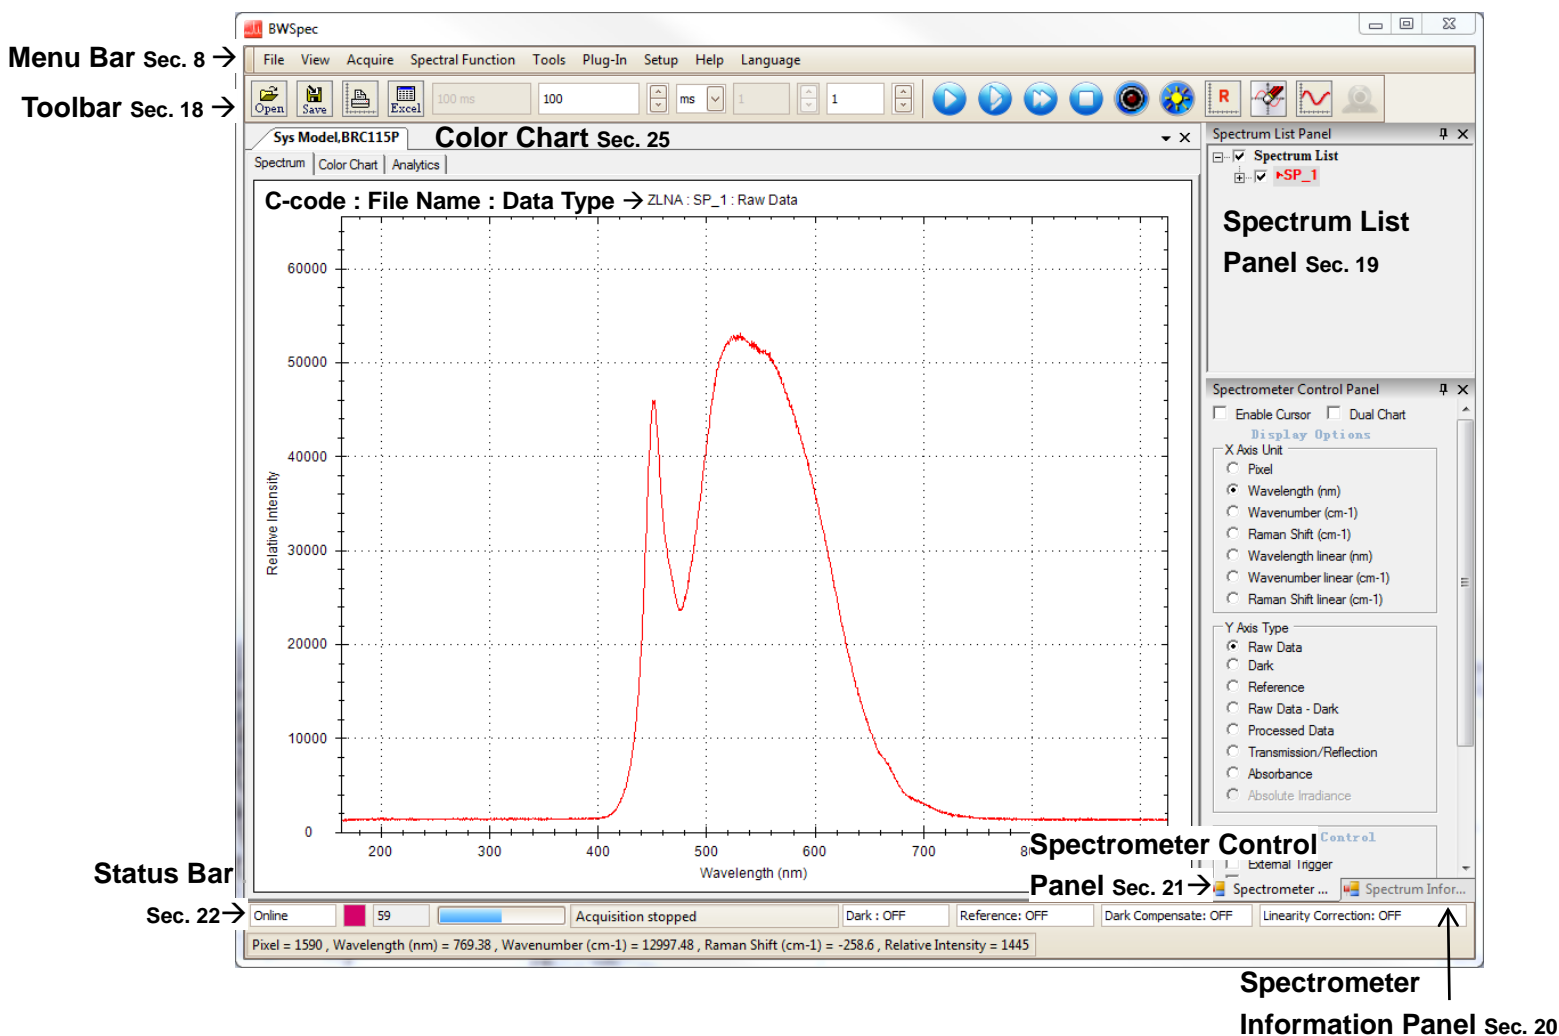 BWSpec
Menu Bar Sec. 8 →
File View Acquire Spectral Function Tools Plug-In Setup Help Language
Toolbar Sec. 18 →
Open Save Excel 100 ms 100 ms 1 1 R
Sys Model,BRC115P
Color Chart Sec. 25
Spectrum Color Chart Analytics
C-code : File Name : Data Type → ZLNA : SP_1 : Raw Data
60000
50000
40000
30000
20000
10000
0
Relative Intensity
200 300 400 500 600 700 8
Wavelength (nm)
Spectrum List Panel
Spectrum List
SP_1
Spectrum List
Panel Sec. 19
Spectrometer Control Panel
Enable Cursor Dual Chart
Display Options
X Axis Unit
Pixel
Wavelength (nm)
Wavenumber (cm-1)
Raman Shift (cm-1)
Wavelength linear (nm)
Wavenumber linear (cm-1)
Raman Shift linear (cm-1)
Y Axis Type
Raw Data
Dark
Reference
Raw Data - Dark
Processed Data
Transmission/Reflection
Absorbance
Absolute Irradiance
Control
External Trigger
Spectrometer Control
Panel Sec. 21→
Spectrometer ... Spectrum Infor...
Status Bar
Sec. 22→
Online 59 Acquisition stopped Dark : OFF Reference: OFF Dark Compensate: OFF Linearity Correction: OFF
Pixel = 1590 , Wavelength (nm) = 769.38 , Wavenumber (cm-1) = 12997.48 , Raman Shift (cm-1) = -258.6 , Relative Intensity = 1445
Spectrometer
Information Panel Sec. 20